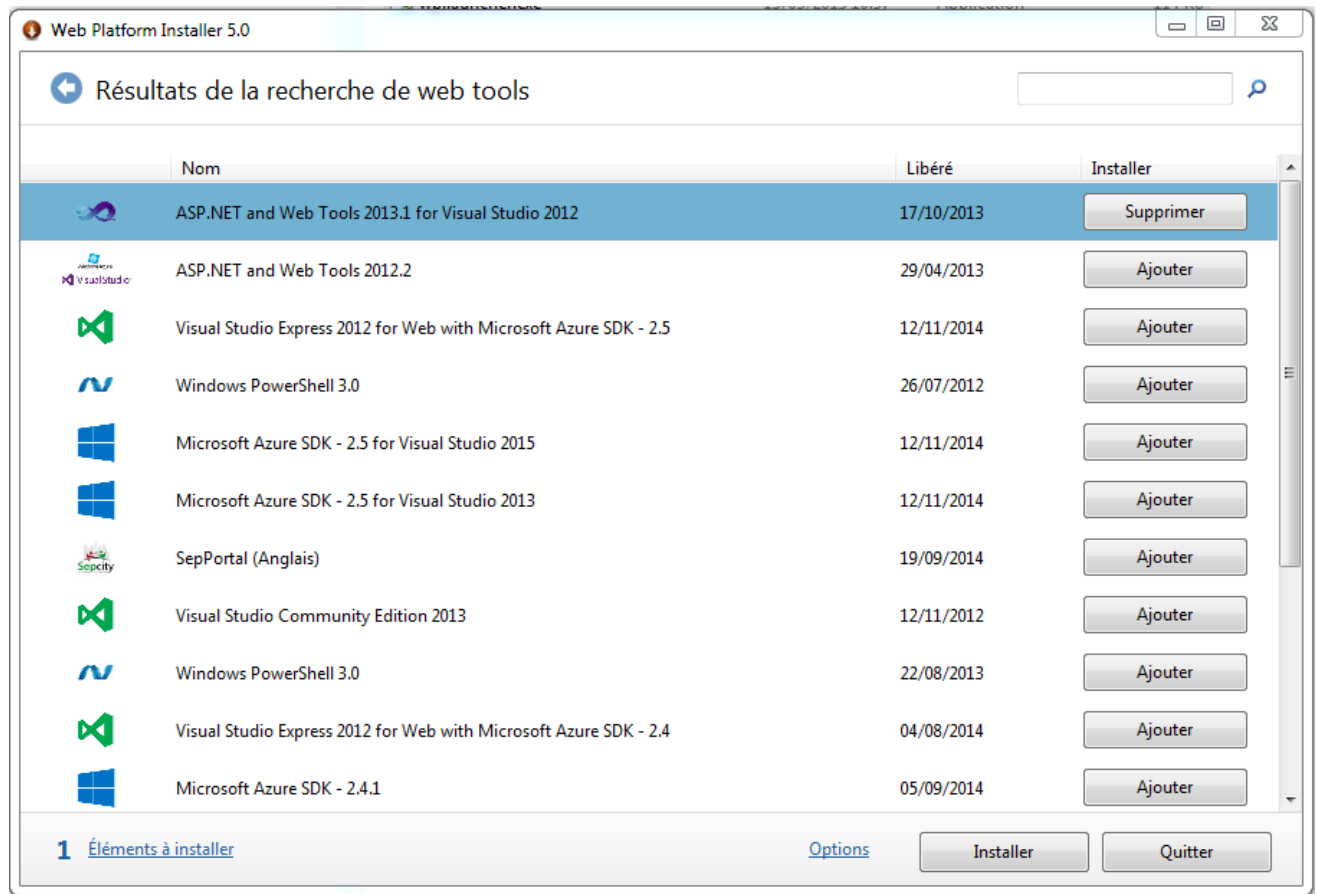 Web Platform Installer 5.0
Résultats de la recherche de web tools
Nom Libéré Installer
ASP.NET and Web Tools 2013.1 for Visual Studio 2012 17/10/2013 Supprimer
VisualStudio ASP.NET and Web Tools 2012.2 29/04/2013 Ajouter
Visual Studio Express 2012 for Web with Microsoft Azure SDK - 2.5 12/11/2014 Ajouter
Windows PowerShell 3.0 26/07/2012 Ajouter
Microsoft Azure SDK - 2.5 for Visual Studio 2015 12/11/2014 Ajouter
Microsoft Azure SDK - 2.5 for Visual Studio 2013 12/11/2014 Ajouter
Sepcity SepPortal (Anglais) 19/09/2014 Ajouter
Visual Studio Community Edition 2013 12/11/2012 Ajouter
Windows PowerShell 3.0 22/08/2013 Ajouter
Visual Studio Express 2012 for Web with Microsoft Azure SDK - 2.4 04/08/2014 Ajouter
Microsoft Azure SDK - 2.4.1 05/09/2014 Ajouter
1 Éléments à installer Options Installer Quitter